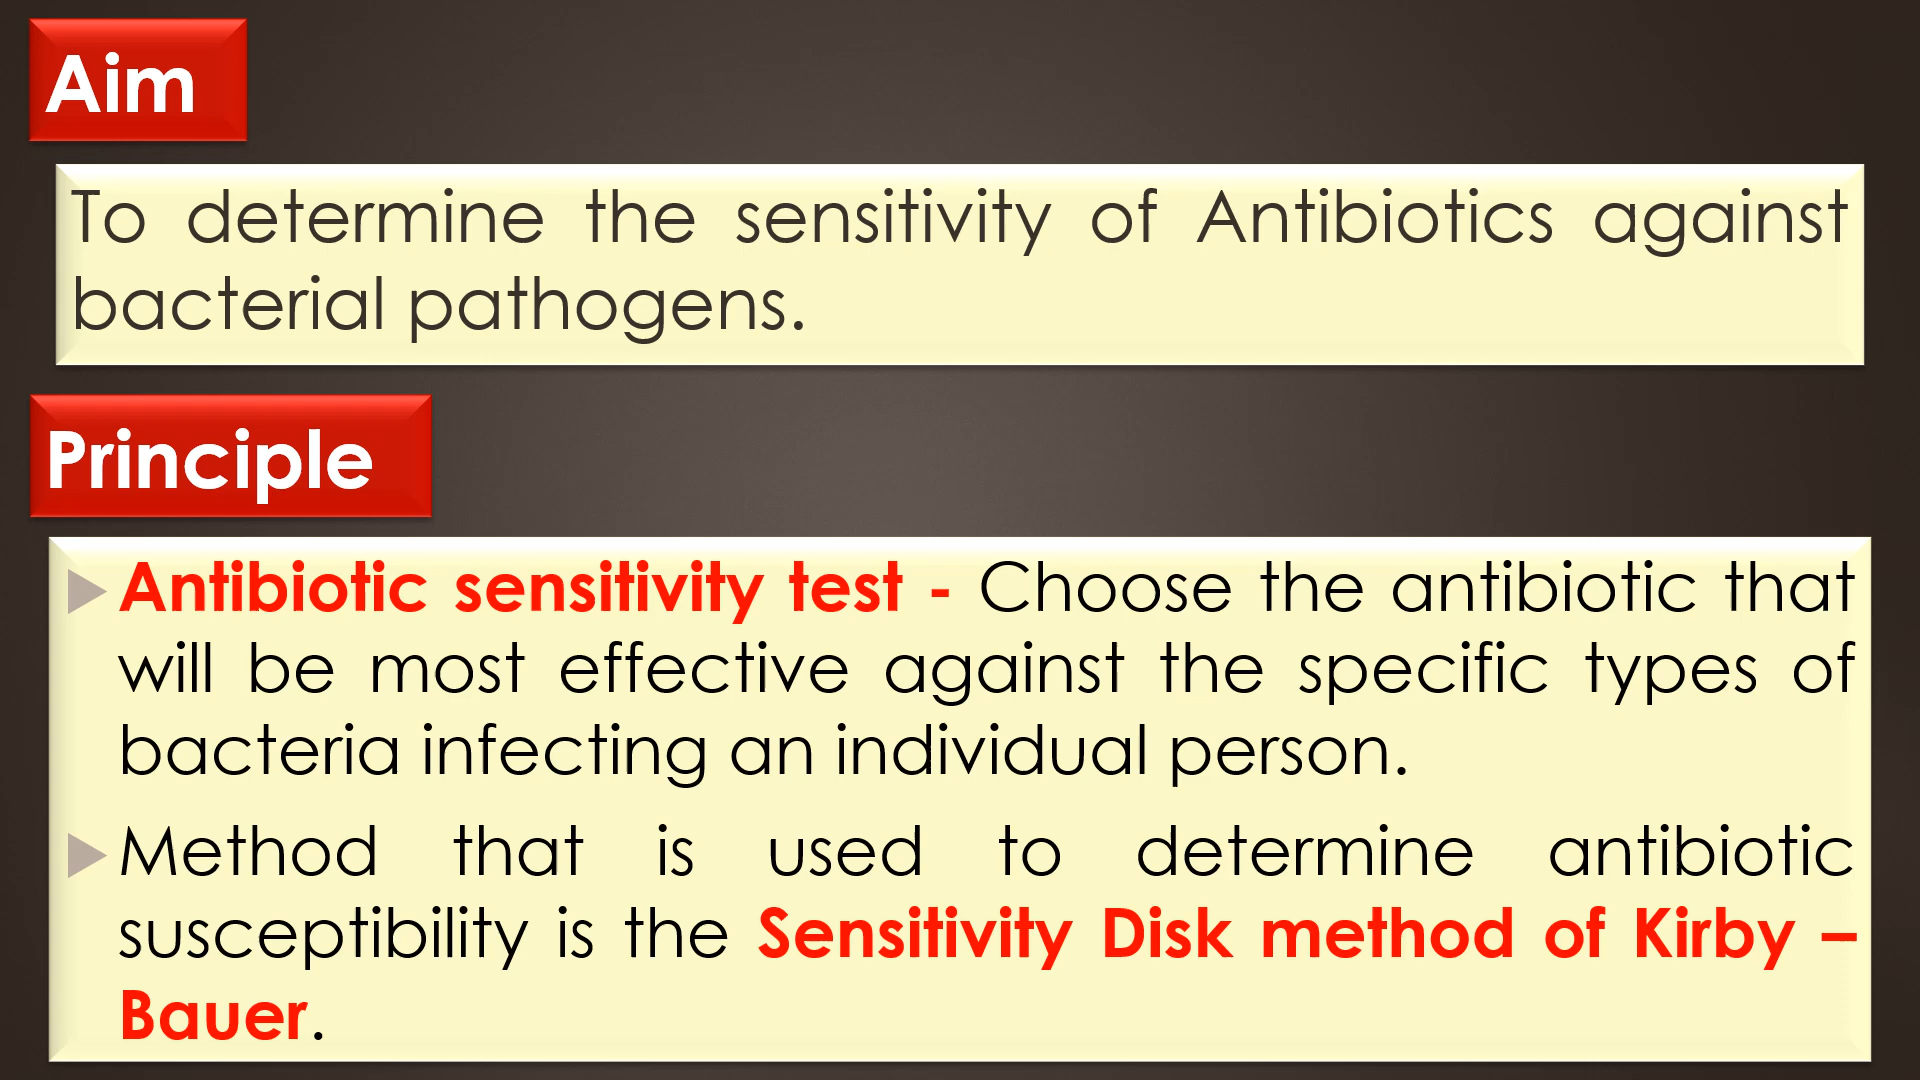 Aim
To determine the sensitivity of Antibiotics against
bacterial pathogens.
Principle
Antibiotic sensitivity test - Choose the antibiotic that
will be most effective against the specific types of
bacteria infecting an individual person.
Method that is used to determine antibiotic
susceptibility is the Sensitivity Disk method of Kirby –
Bauer.